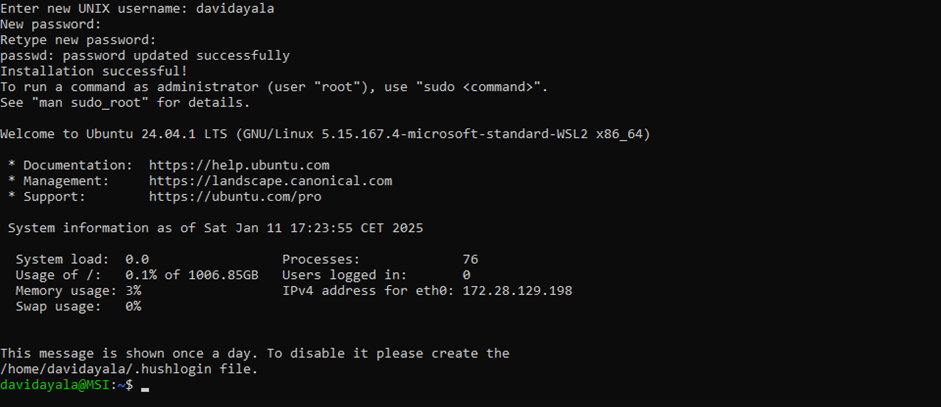 Enter new UNIX username: davidayala
New password:
Retype new password:
passwd: password updated successfully
Installation successful!
To run a command as administrator (user "root"), use "sudo <command>".
See "man sudo_root" for details.

Welcome to Ubuntu 24.04.1 LTS (GNU/Linux 5.15.167.4-microsoft-standard-WSL2 x86_64)

 * Documentation:  https://help.ubuntu.com
 * Management:     https://landscape.canonical.com
 * Support:        https://ubuntu.com/pro

 System information as of Sat Jan 11 17:23:55 CET 2025

  System load:  0.0                 Processes:             76
  Usage of /:   0.1% of 1006.85GB   Users logged in:       0
  Memory usage: 3%                  IPv4 address for eth0: 172.28.129.198
  Swap usage:   0%


This message is shown once a day. To disable it please create the
/home/davidayala/.hushlogin file.
davidayala@MSI:~$ _